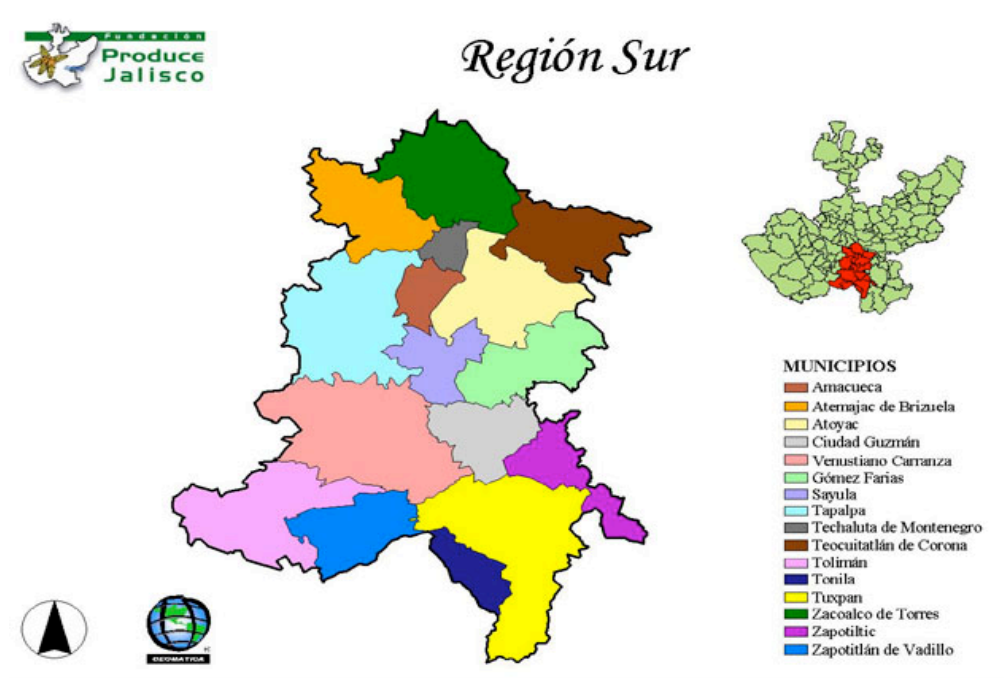 Fundación
Produce
Jalisco
Región Sur
MUNICIPIOS
Amacueca
Atemajac de Brizuela
Atoyac
Ciudad Guzmán
Venustiano Carranza
Gómez Farias
Sayula
Tapalpa
Techaluta de Montenegro
Teocuitatlán de Corona
Tolimán
Tonila
Tuxpan
Zacoalco de Torres
Zapotiltic
Zapotitlán de Vadillo
GEOMATICA